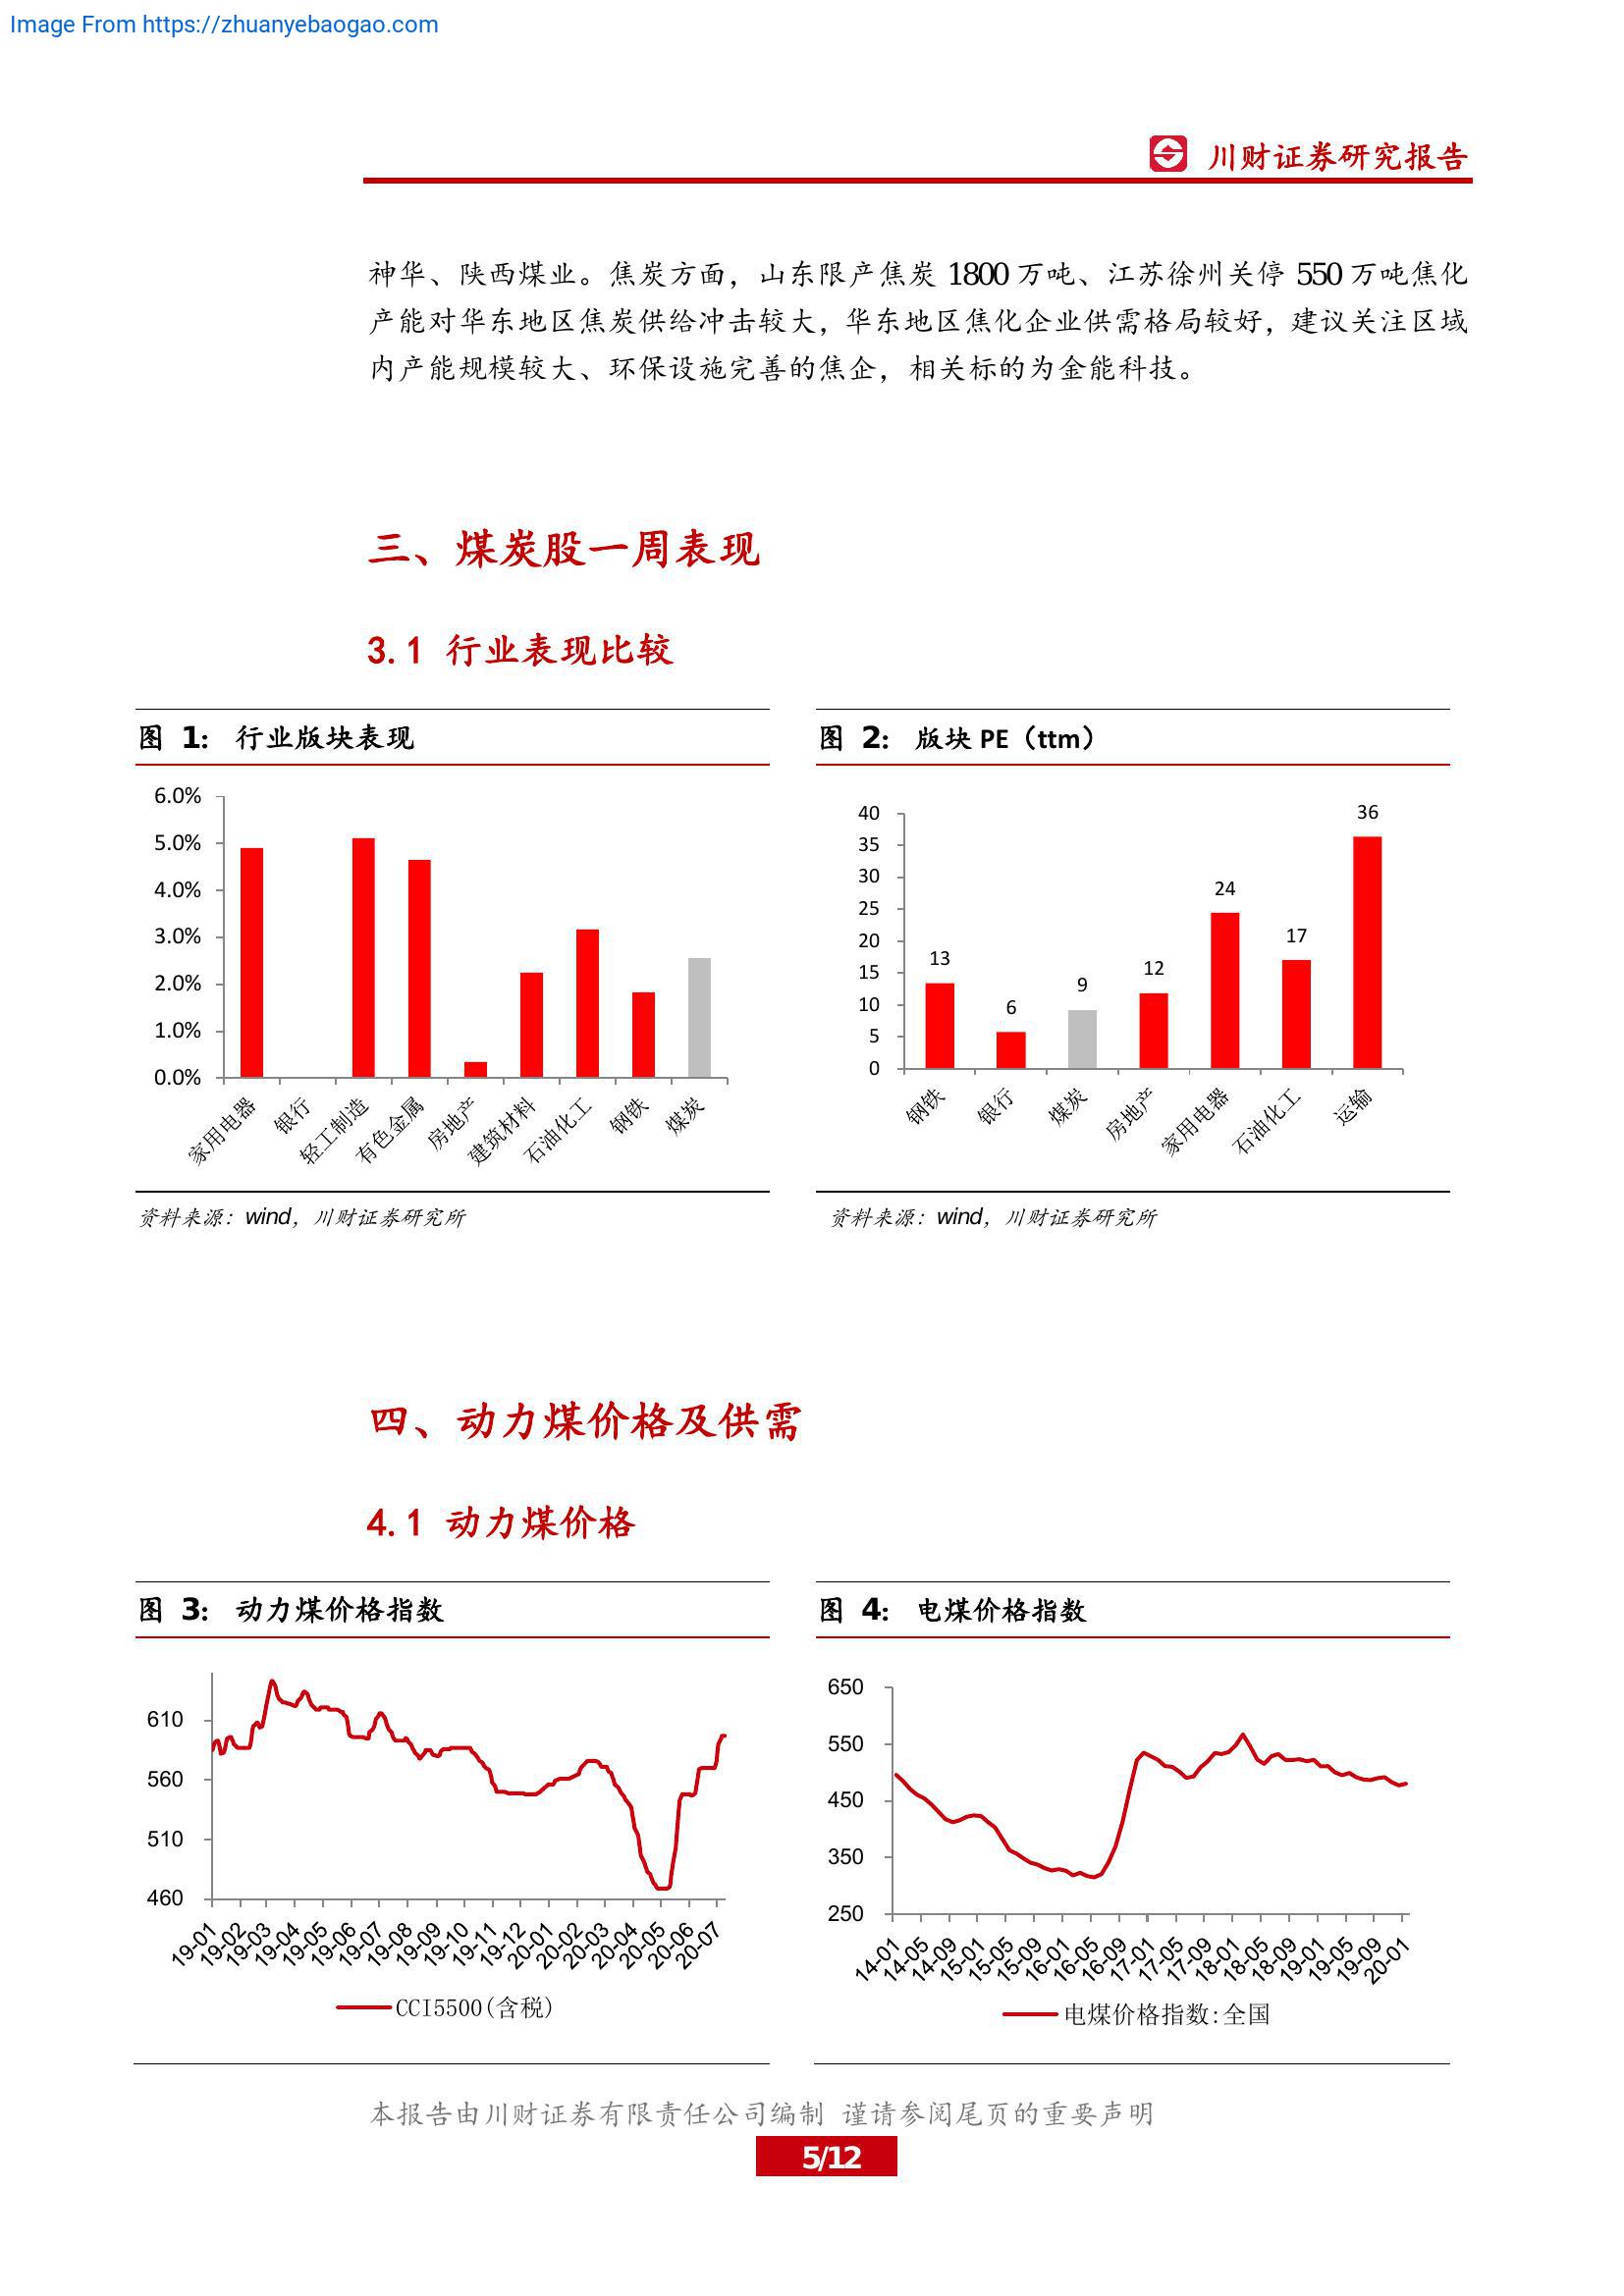 Image From https://zhuanyebaogao.com
川财证券研究报告
神华、陕西煤业。焦炭方面，山东限产焦炭 1800 万吨、江苏徐州关停 550 万吨焦化
产能对华东地区焦炭供给冲击较大，华东地区焦化企业供需格局较好，建议关注区域
内产能规模较大、环保设施完善的焦企，相关标的为金能科技。
三、煤炭股一周表现
3.1 行业表现比较
图 1： 行业版块表现
6.0%
5.0%
4.0%
3.0%
2.0%
1.0%
0.0%
家用电器
银行
轻工制造
有色金属
房地产
建筑材料
石油化工
钢铁
煤炭
资料来源：wind，川财证券研究所
图 2： 版块 PE（ttm）
40
35
30
25
20
15
10
5
0
13
6
9
12
24
17
36
钢铁
银行
煤炭
房地产
家用电器
石油化工
运输
资料来源：wind，川财证券研究所
四、动力煤价格及供需
4.1 动力煤价格
图 3： 动力煤价格指数
610
560
510
460
19-01
19-02
19-03
19-04
19-05
19-06
19-07
19-08
19-09
19-10
19-11
19-12
20-01
20-02
20-03
20-04
20-05
20-06
20-07
CCI5500(含税)
图 4： 电煤价格指数
650
550
450
350
250
14-01
14-05
14-09
15-01
15-05
15-09
16-01
16-05
16-09
17-01
17-05
17-09
18-01
18-05
18-09
19-01
19-05
19-09
20-01
电煤价格指数:全国
本报告由川财证券有限责任公司编制 谨请参阅尾页的重要声明
5/12